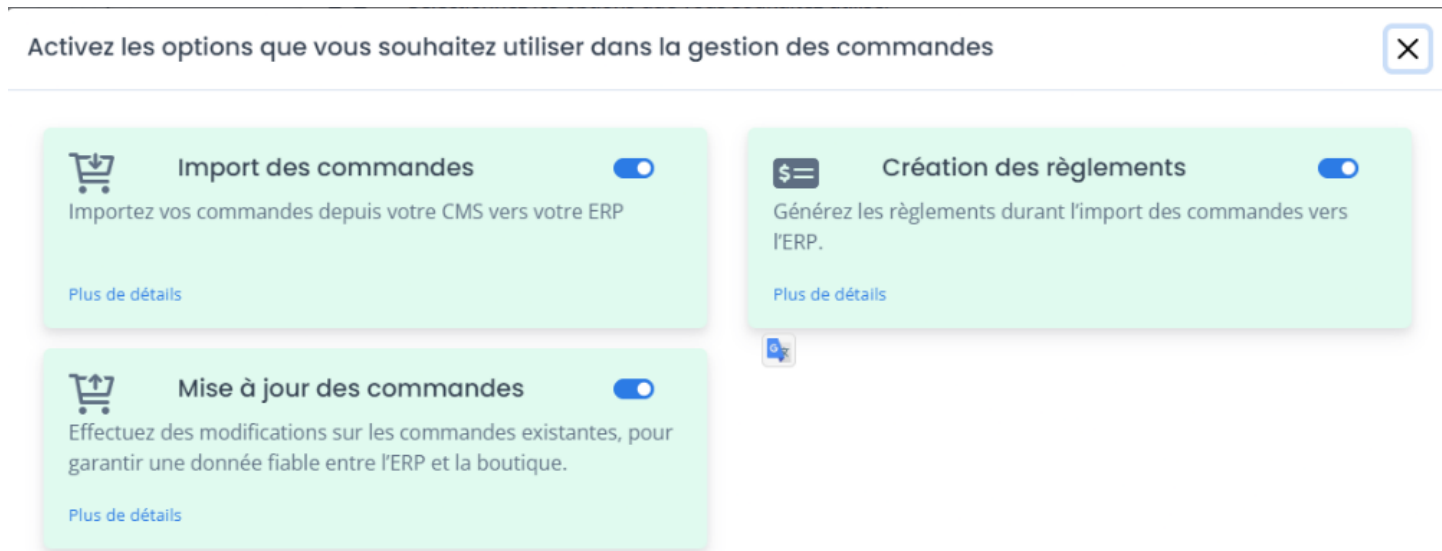 Activez les options que vous souhaitez utiliser dans la gestion des commandes
Import des commandes
Importez vos commandes depuis votre CMS vers votre ERP
Plus de détails
Création des règlements
Générez les règlements durant l'import des commandes vers
l'ERP.
Plus de détails
Mise à jour des commandes
Effectuez des modifications sur les commandes existantes, pour
garantir une donnée fiable entre l'ERP et la boutique.
Plus de détails